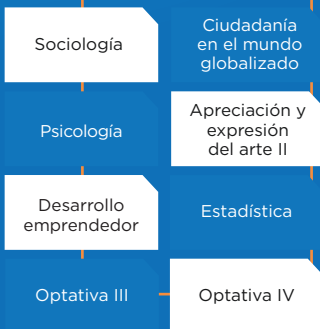 Sociología
Ciudadanía
en el mundo
globalizado
Psicología
Apreciación y
expresión
del arte II
Desarrollo
emprendedor
Estadística
Optativa III
Optativa IV